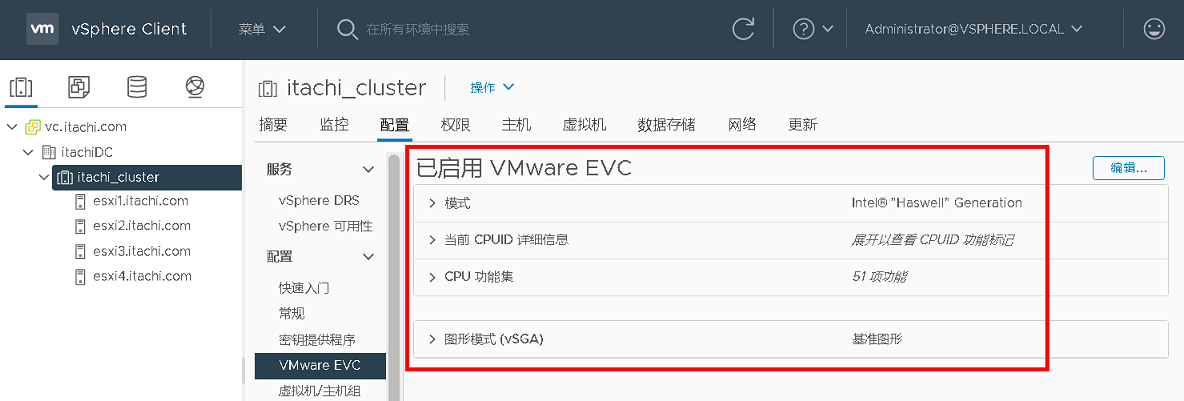 vm vSphere Client 菜单 在所有环境中搜索 Administrator@VSPHERE.LOCAL
vc.itachi.com
itachiDC
itachi_cluster
esxi1.itachi.com
esxi2.itachi.com
esxi3.itachi.com
esxi4.itachi.com
itachi_cluster 操作
摘要 监控 配置 权限 主机 虚拟机 数据存储 网络 更新
服务
vSphere DRS
vSphere 可用性
配置
快速入门
常规
密钥提供程序
VMware EVC
虚拟机/主机组
已启用 VMware EVC 编辑...
模式 Intel® "Haswell" Generation
当前 CPUID 详细信息 展开以查看 CPUID 功能标记
CPU 功能集 51 项功能
图形模式 (vSGA) 基准图形